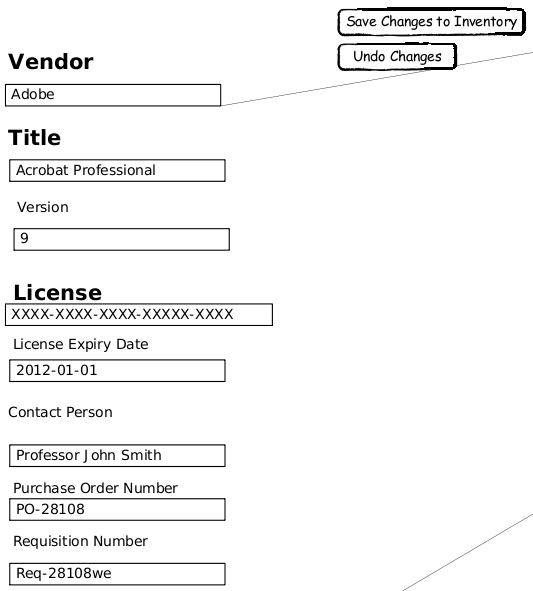 Save Changes to Inventory
Undo Changes
Vendor
Adobe
Title
Acrobat Professional
Version
9
License
XXXX-XXXX-XXXX-XXXXX-XXXX
License Expiry Date
2012-01-01
Contact Person
Professor John Smith
Purchase Order Number
PO-28108
Requisition Number
Req-28108we